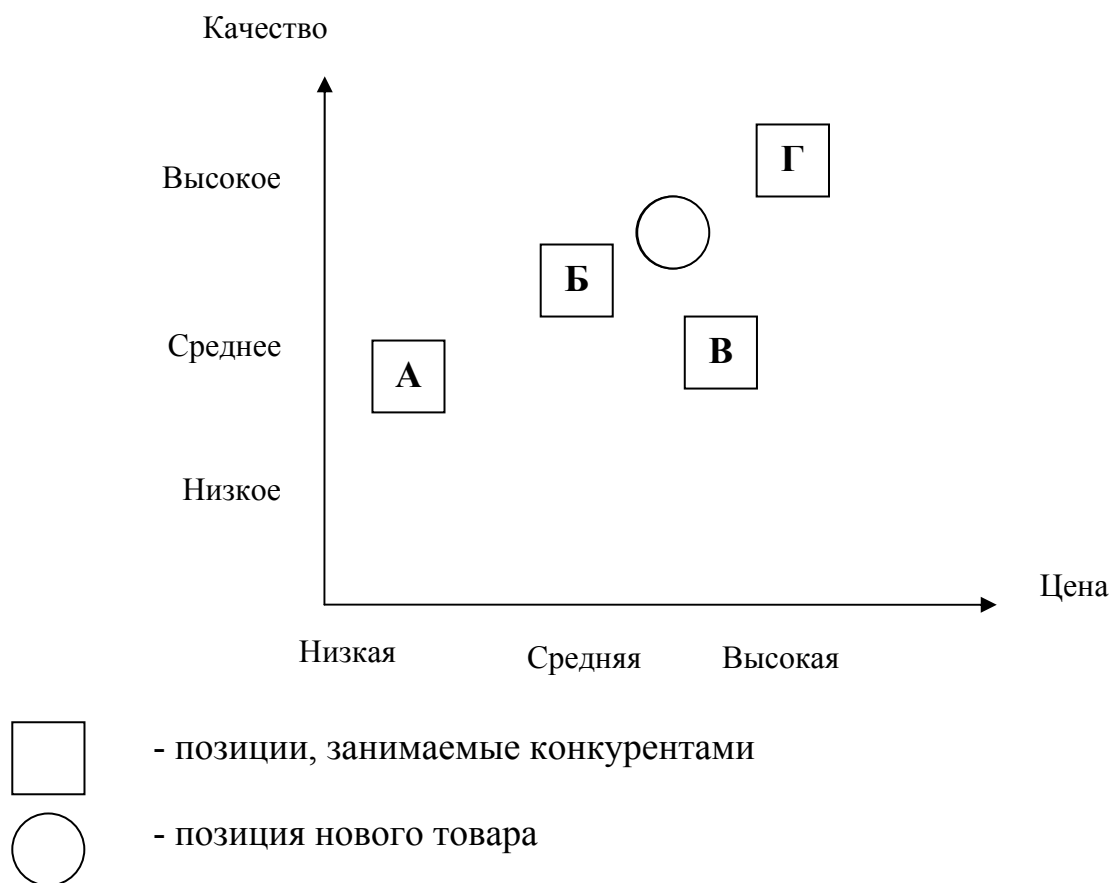 Качество
Высокое
Г
Б
Среднее
В
А
Низкое
Цена
Низкая
Средняя
Высокая
- позиции, занимаемые конкурентами
- позиция нового товара